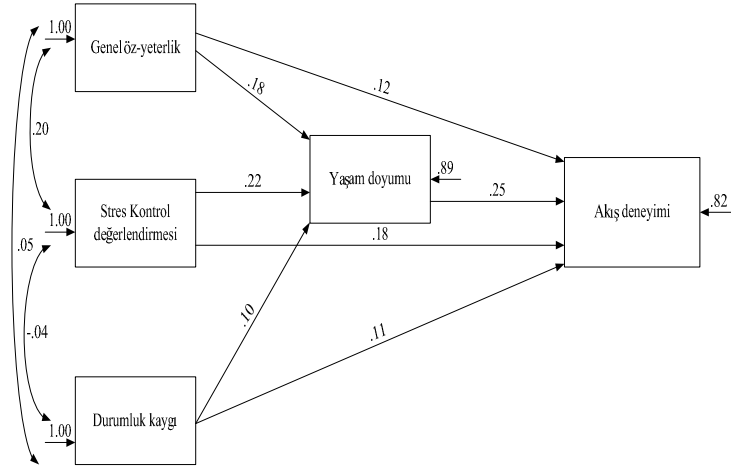 1.00
Genel öz-yeterlik
.12
.18
.20
Yaşam doyumu
.89
.22
.25
Stres Kontrol
değerlendirmesi
1.00
Akış deneyimi
.82
.05
.18
-.04
.10
.11
Durumluk kaygı
1.00